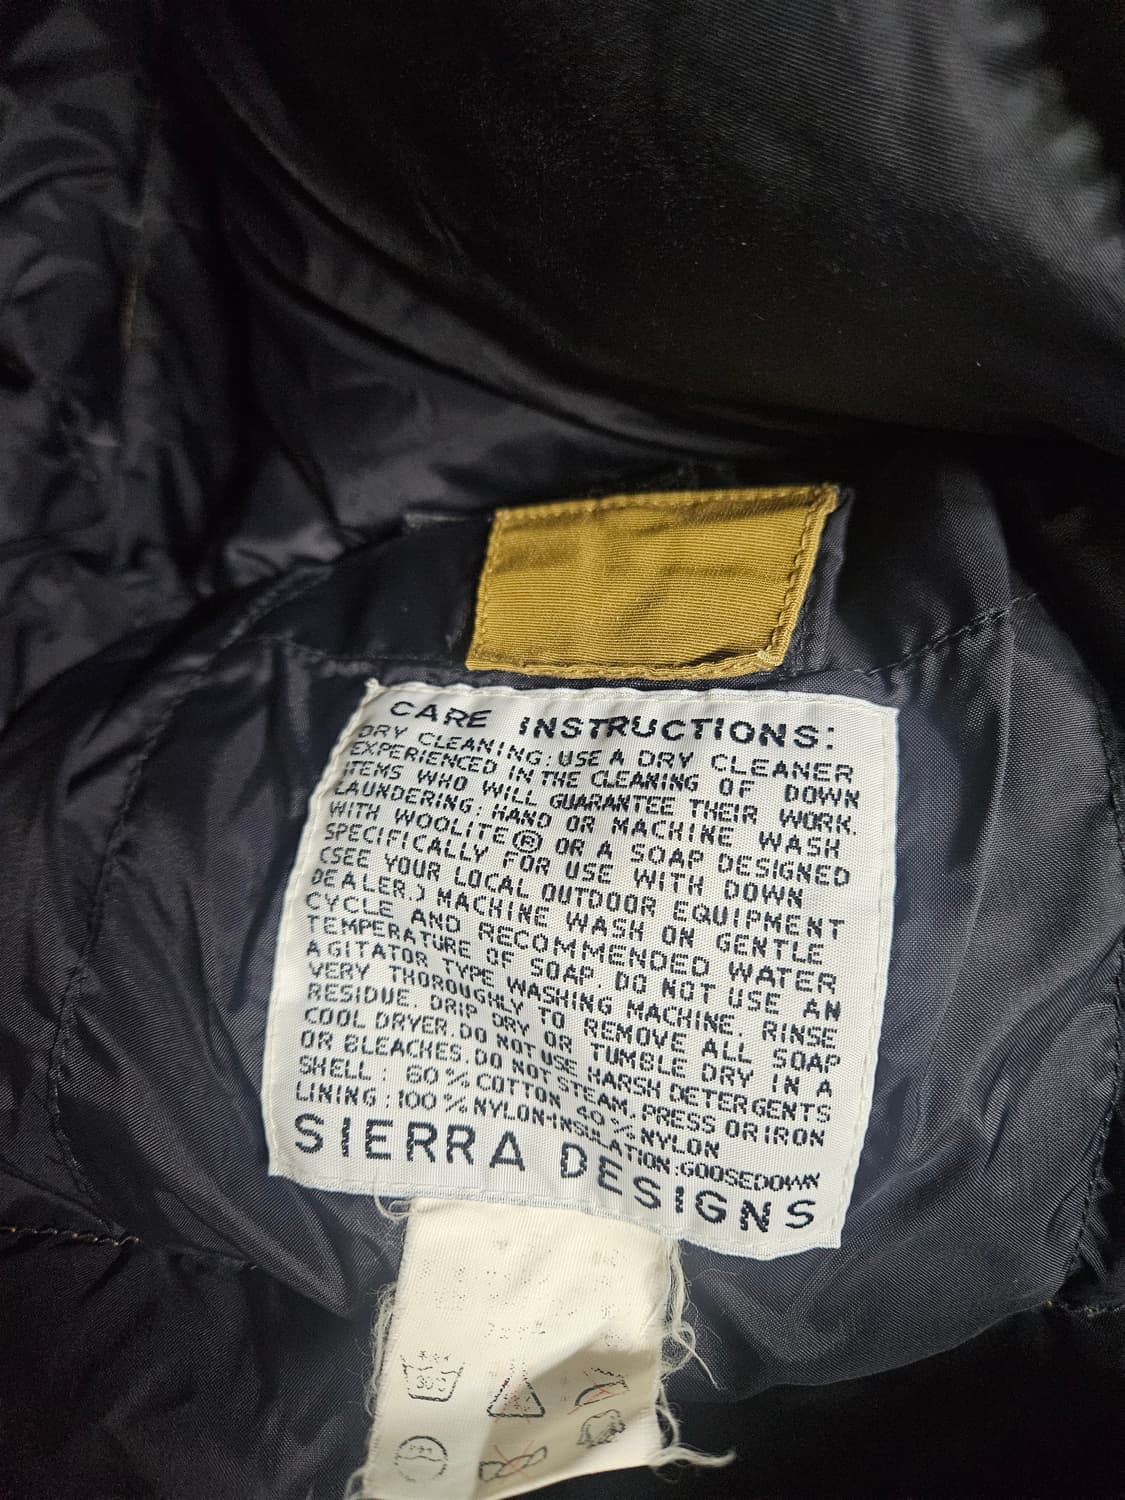 CARE INSTRUCTIONS:
DRY CLEANING: USE A DRY CLEANER
EXPERIENCED IN THE CLEANING OF DOWN
ITEMS WHO WILL GUARANTEE THEIR WORK.
LAUNDERING: HAND OR MACHINE WASH
WITH WOOLITE® OR A SOAP DESIGNED
SPECIFICALLY FOR USE WITH DOWN
(SEE YOUR LOCAL OUTDOOR EQUIPMENT
DEALER.) MACHINE WASH ON GENTLE
CYCLE AND RECOMMENDED WATER
TEMPERATURE OF SOAP. DO NOT USE AN
AGITATOR TYPE WASHING MACHINE. RINSE
VERY THOROUGHLY TO REMOVE ALL SOAP
RESIDUE. DRIP DRY OR TUMBLE DRY IN A
COOL DRYER. DO NOT USE HARSH DETERGENTS
OR BLEACHES. DO NOT STEAM, PRESS OR IRON
SHELL: 60% COTTON 40% NYLON
LINING: 100% NYLON-INSULATION: GOOSEDOWN
SIERRA DESIGNS
30